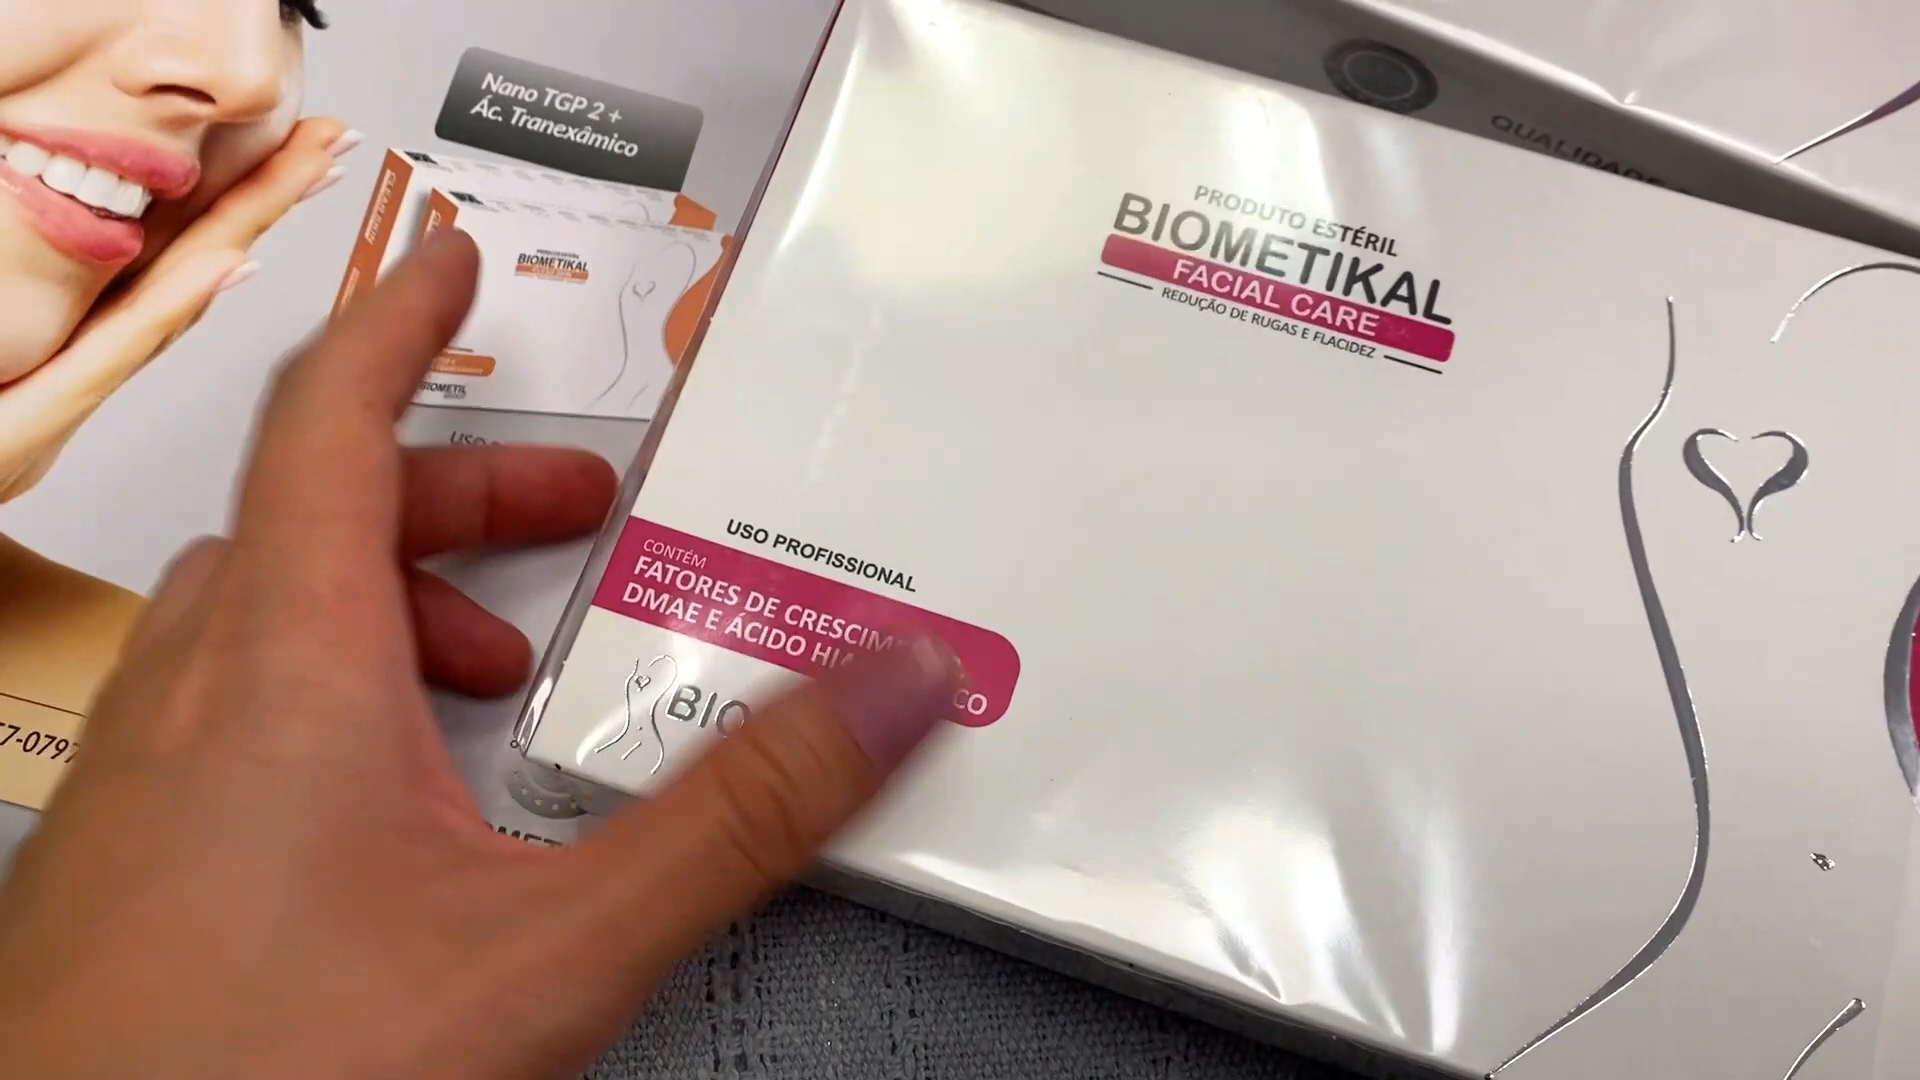 Nano TGP 2 +
Ác. Tranexâmico
BIOMETIKAL
QUALIDADE
PRODUTO ESTÉRIL
BIOMETIKAL
FACIAL CARE
REDUÇÃO DE RUGAS E FLACIDEZ
USO PROFISSIONAL
CONTÉM
FATORES DE CRESCIM
DMAE E ÁCIDO HIA CO
BIO
7-0797